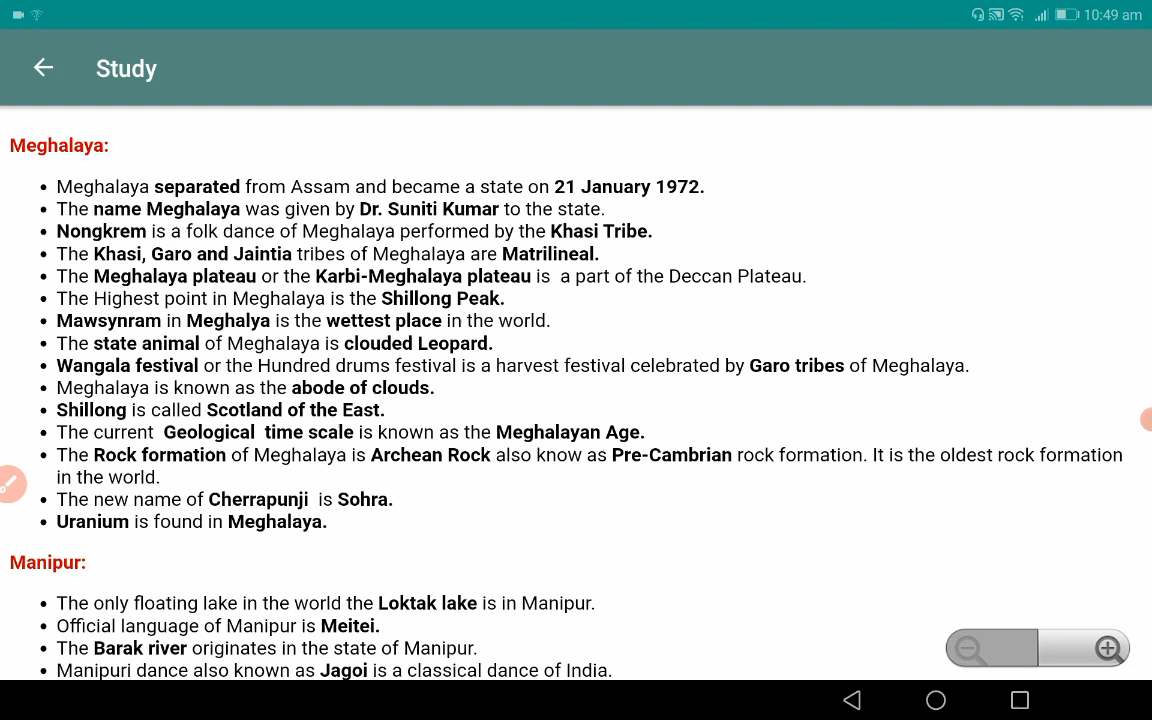 10:49 am
Study
Meghalaya:
• Meghalaya separated from Assam and became a state on 21 January 1972.
• The name Meghalaya was given by Dr. Suniti Kumar to the state.
• Nongkrem is a folk dance of Meghalaya performed by the Khasi Tribe.
• The Khasi, Garo and Jaintia tribes of Meghalaya are Matrilineal.
• The Meghalaya plateau or the Karbi-Meghalaya plateau is a part of the Deccan Plateau.
• The Highest point in Meghalaya is the Shillong Peak.
• Mawsynram in Meghalya is the wettest place in the world.
• The state animal of Meghalaya is clouded Leopard.
• Wangala festival or the Hundred drums festival is a harvest festival celebrated by Garo tribes of Meghalaya.
• Meghalaya is known as the abode of clouds.
• Shillong is called Scotland of the East.
• The current Geological time scale is known as the Meghalayan Age.
• The Rock formation of Meghalaya is Archean Rock also know as Pre-Cambrian rock formation. It is the oldest rock formation
in the world.
• The new name of Cherrapunji is Sohra.
• Uranium is found in Meghalaya.
Manipur:
• The only floating lake in the world the Loktak lake is in Manipur.
• Official language of Manipur is Meitei.
• The Barak river originates in the state of Manipur.
• Manipuri dance also known as Jagoi is a classical dance of India.